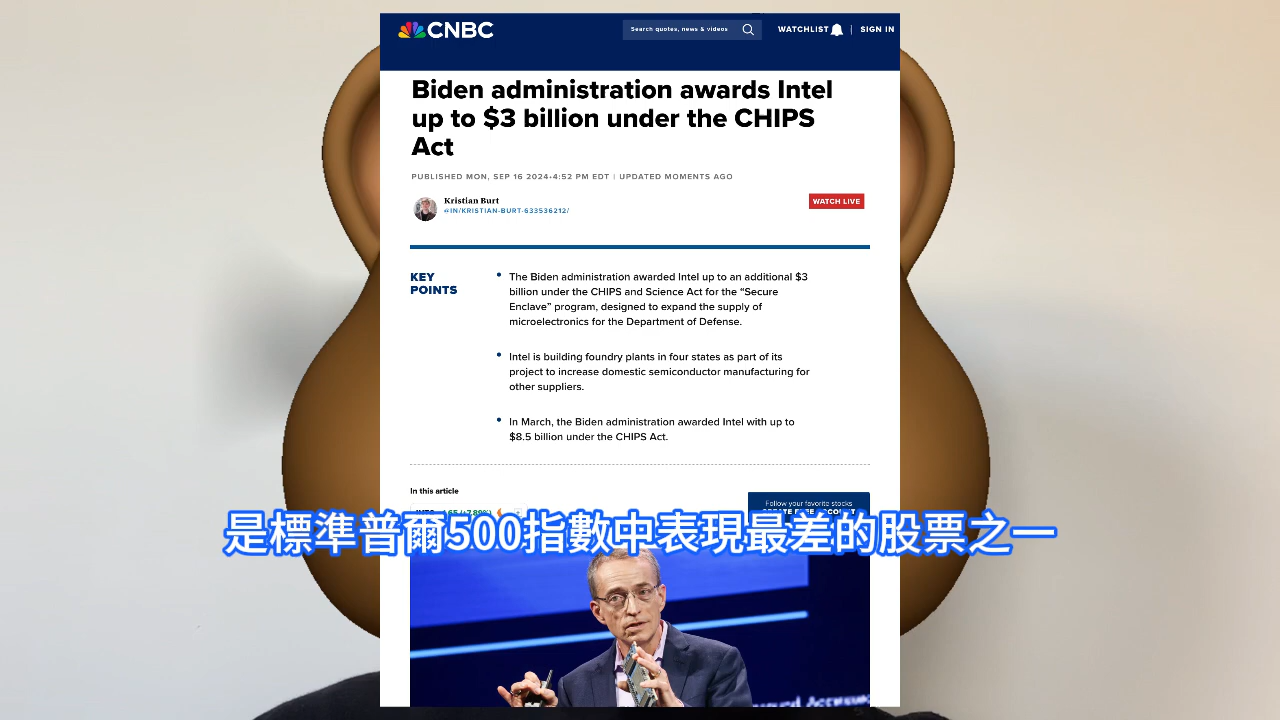 CNBC
Search quotes, news & videos
WATCHLIST | SIGN IN
Biden administration awards Intel
up to $3 billion under the CHIPS
Act
PUBLISHED MON, SEP 16 2024•4:52 PM EDT | UPDATED MOMENTS AGO
Kristian Burt
@IN/KRISTIAN-BURT-633536212/
WATCH LIVE
KEY
POINTS
The Biden administration awarded Intel up to an additional $3
billion under the CHIPS and Science Act for the “Secure
Enclave” program, designed to expand the supply of
microelectronics for the Department of Defense.
Intel is building foundry plants in four states as part of its
project to increase domestic semiconductor manufacturing for
other suppliers.
In March, the Biden administration awarded Intel with up to
$8.5 billion under the CHIPS Act.
In this article
Follow your favorite stocks
是標準普爾500指數中表現最差的股票之一